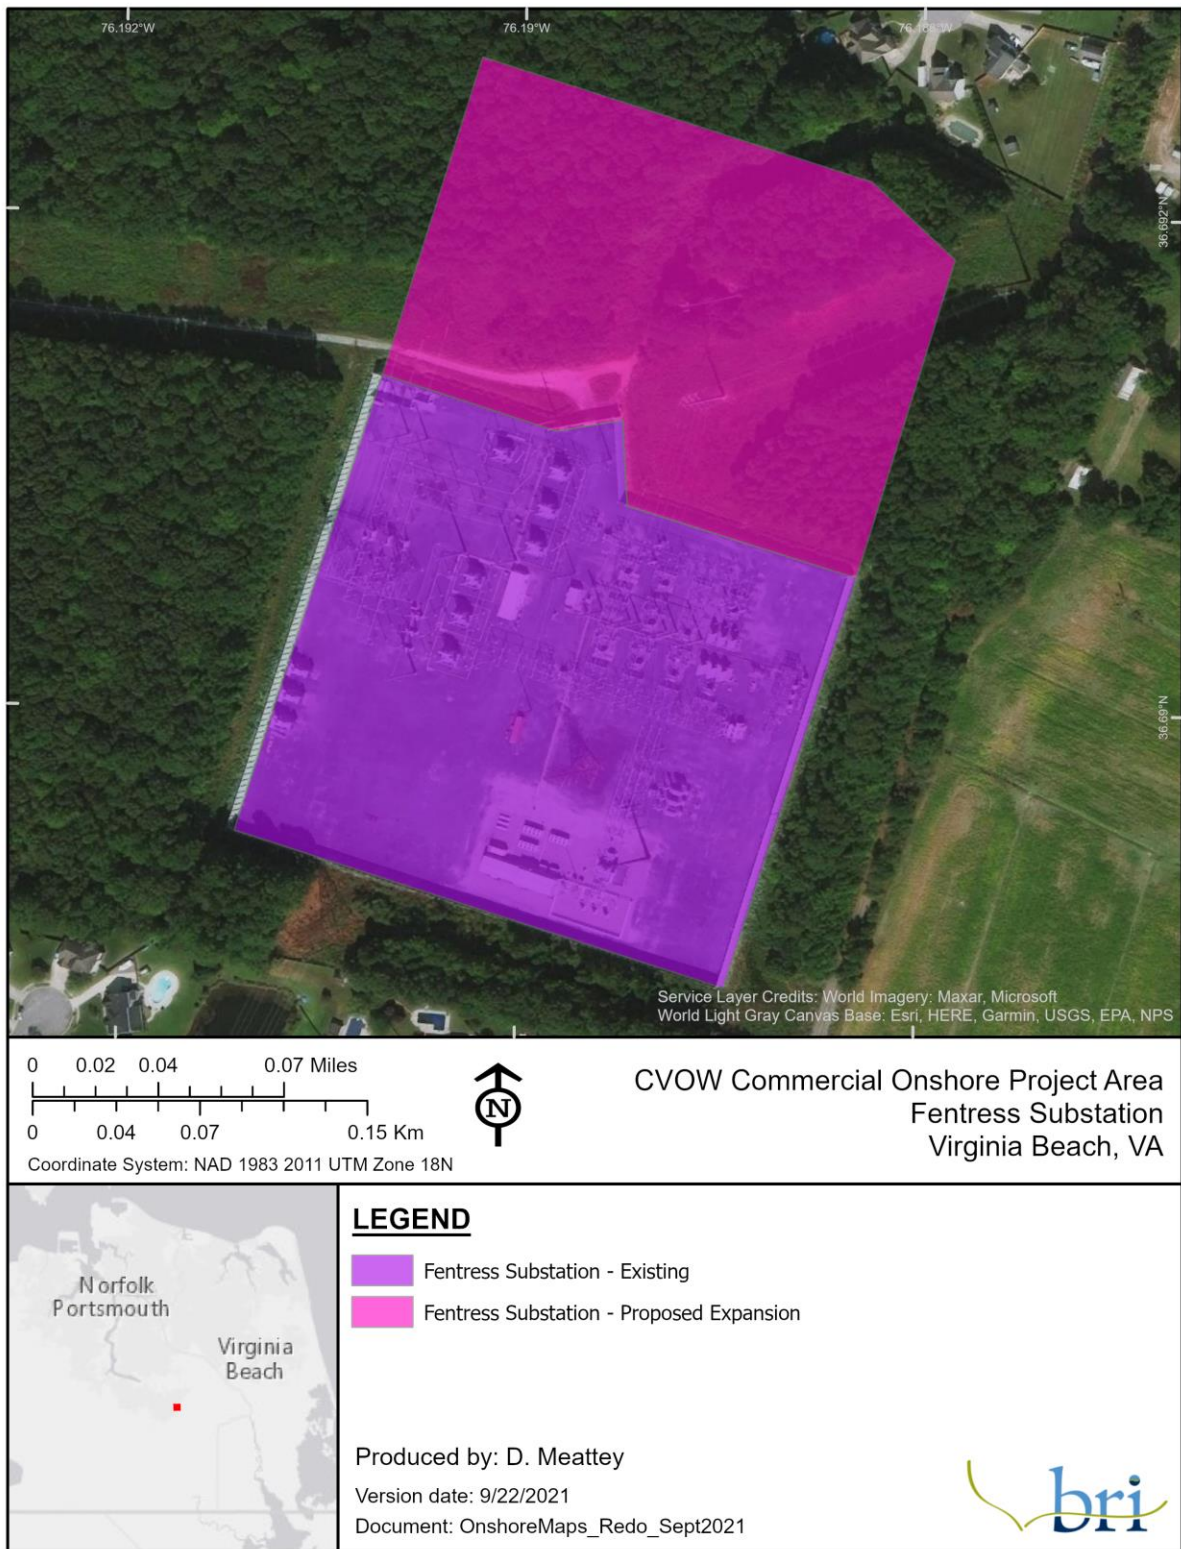 76.192°W
76.19°W
76.188°W
36.692°N
36.69°N
Service Layer Credits: World Imagery: Maxar, Microsoft
World Light Gray Canvas Base: Esri, HERE, Garmin, USGS, EPA, NPS
0 0.02 0.04 0.07 Miles
0 0.04 0.07 0.15 Km
Coordinate System: NAD 1983 2011 UTM Zone 18N
N
CVOW Commercial Onshore Project Area
Fentress Substation
Virginia Beach, VA
Norfolk
Portsmouth
Virginia
Beach
LEGEND
Fentress Substation - Existing
Fentress Substation - Proposed Expansion
Produced by: D. Meattey
Version date: 9/22/2021
Document: OnshoreMaps_Redo_Sept2021
bri